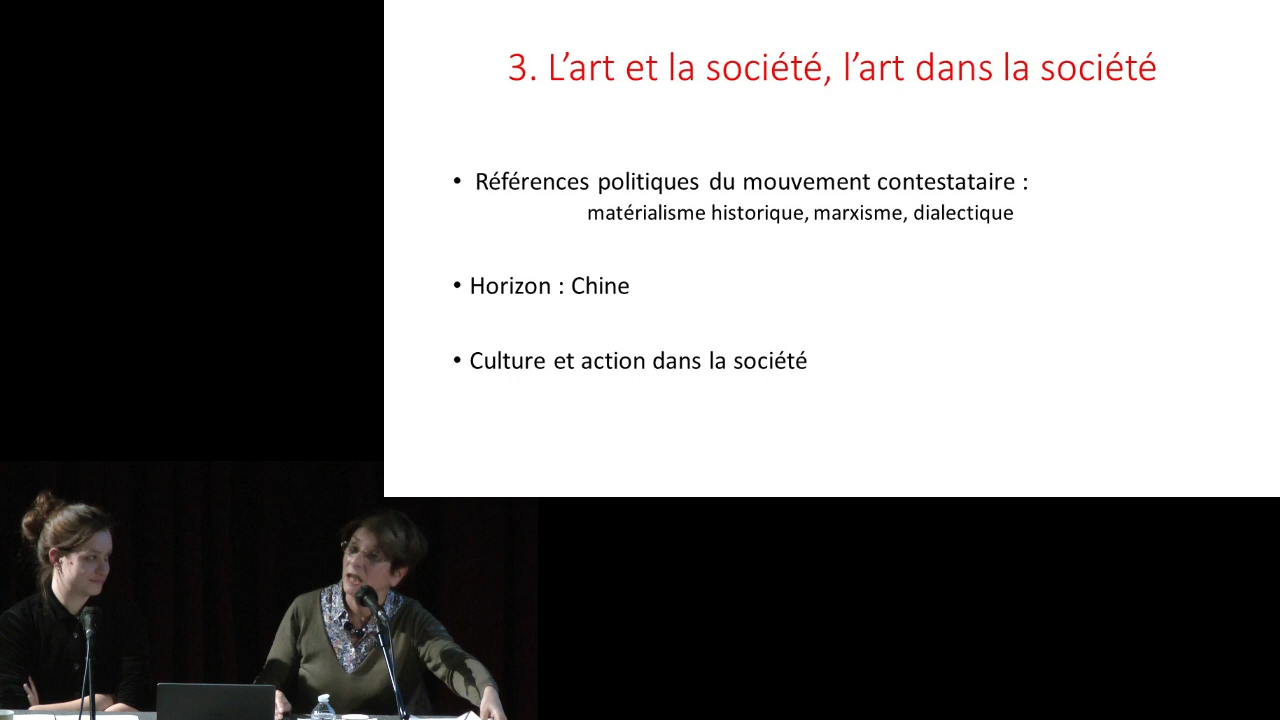 3. L’art et la société, l’art dans la société
• Références politiques du mouvement contestataire :
matérialisme historique, marxisme, dialectique
• Horizon : Chine
• Culture et action dans la société